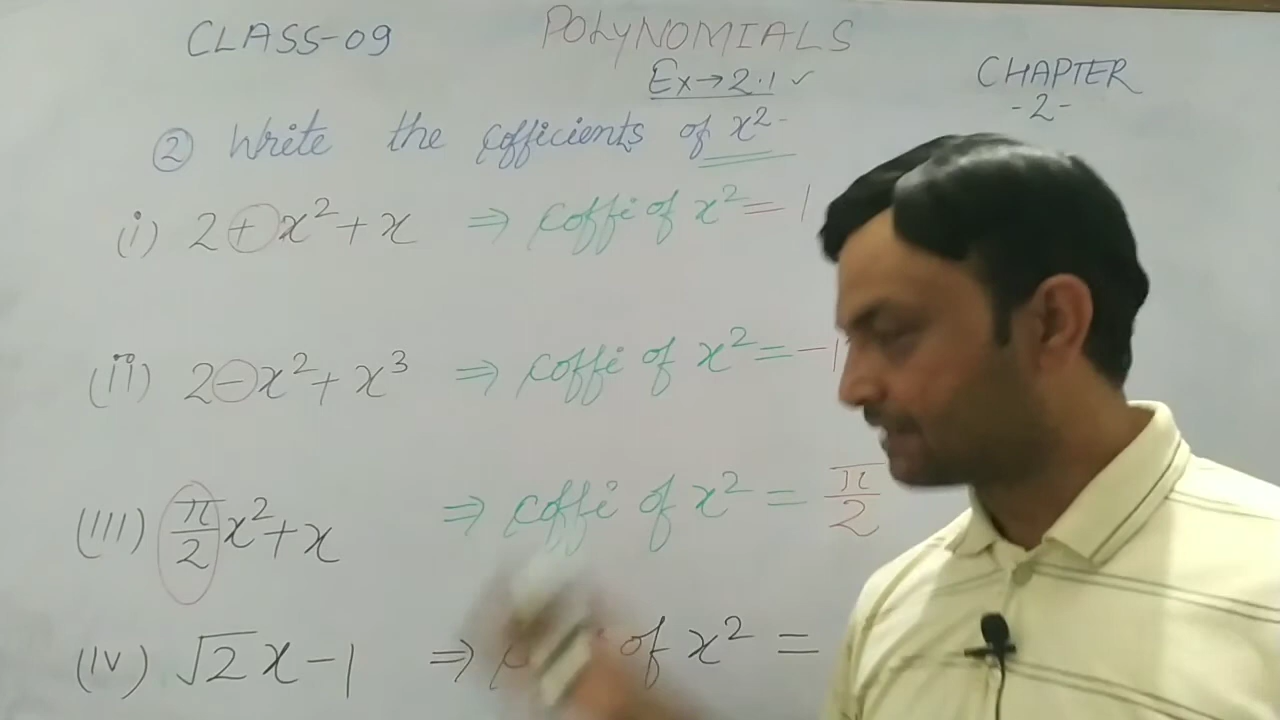 CLASS-09 POLYNOMIALS
Ex→2.1 ✓
CHAPTER
-2-
② Write the cofficients of x²-
(i) 2+x²+x ⇒ coffi of x² = 1
(ii) 2-x²+x³ ⇒ coffi of x² = -1
(III) π/2 x²+x ⇒ coffi of x² = π/2
(IV) √2x-1 ⇒ of x² =